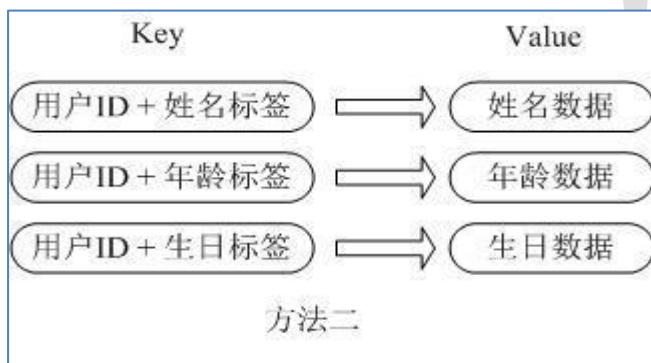 Key Value
用户ID + 姓名标签 姓名数据
用户ID + 年龄标签 年龄数据
用户ID + 生日标签 生日数据
方法二